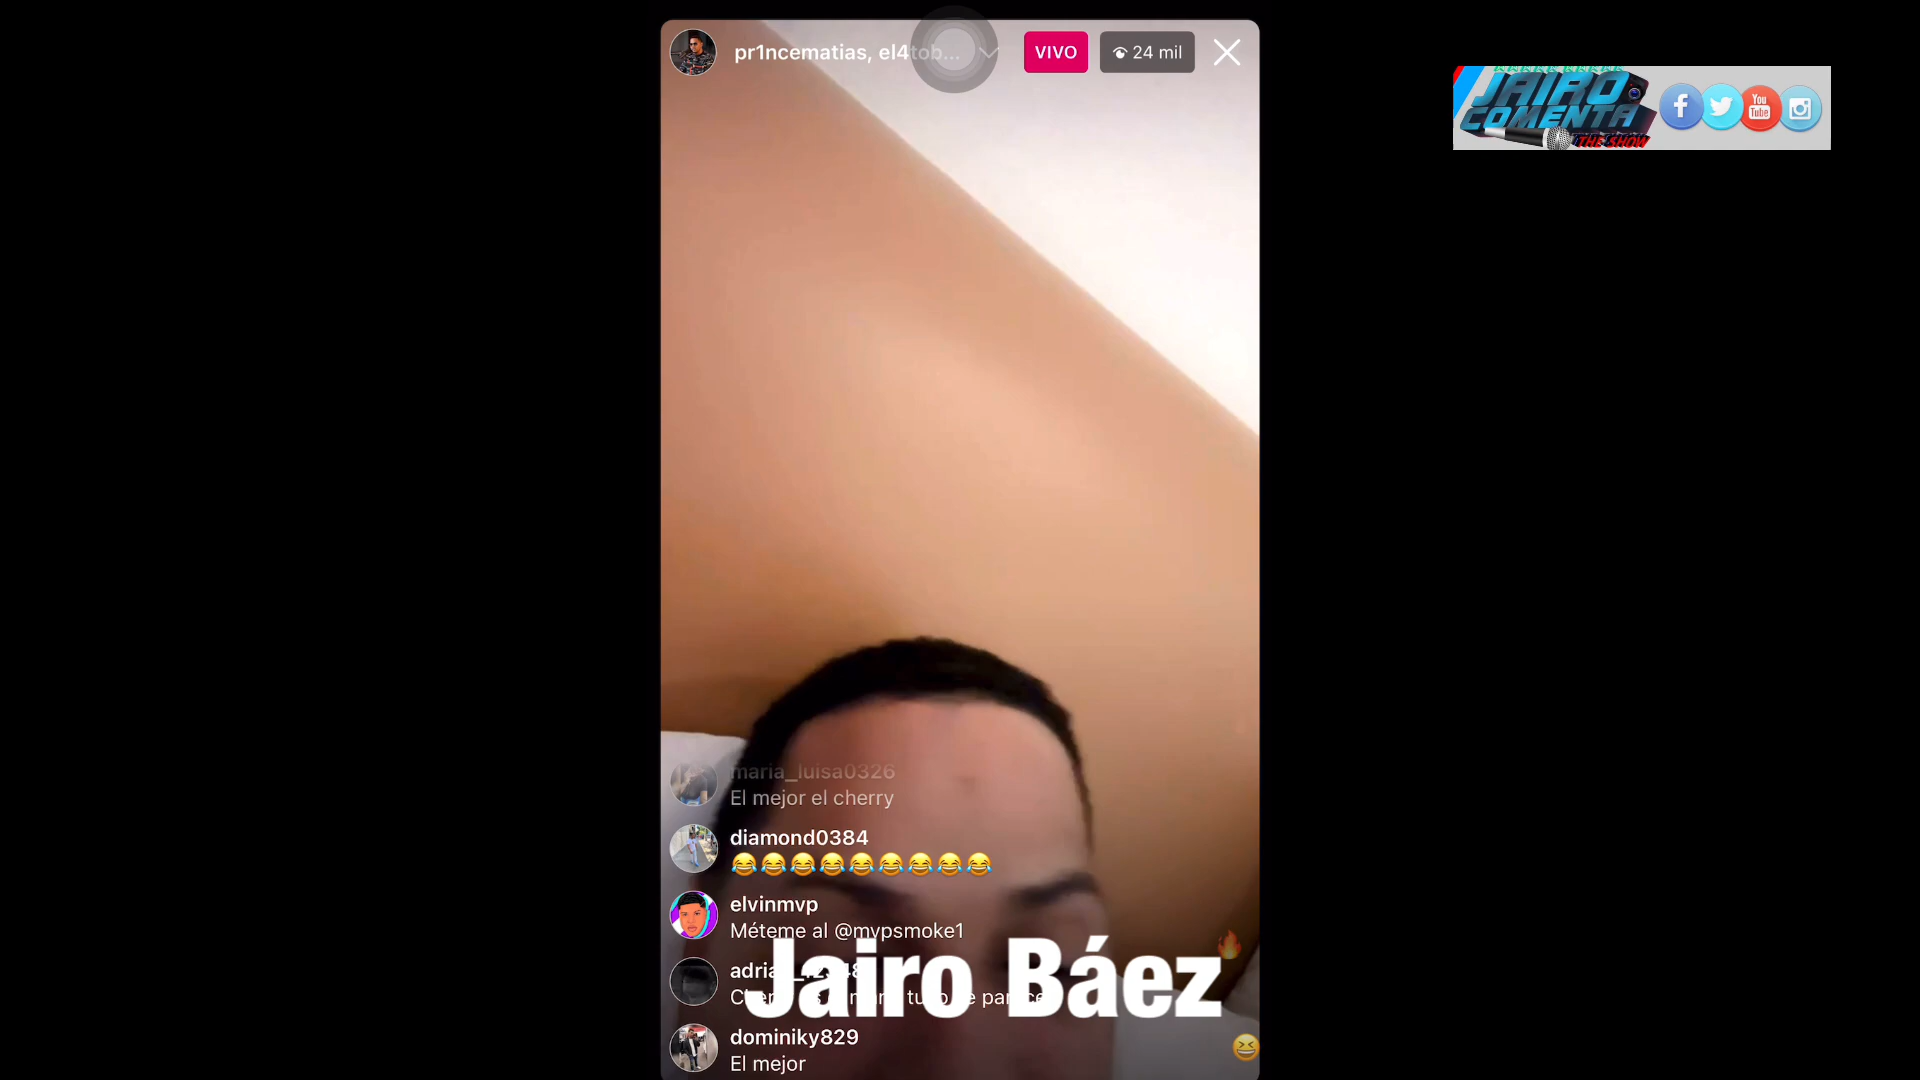 pr1ncematias, el4tob...
VIVO
24 mil
JAIRO
COMENTA
THE SHOW
f
You
Tube
maria_luisa0326
El mejor el cherry
diamond0384
😂😂😂😂😂😂😂😂😂
elvinmvp
Méteme al @mvpsmoke1
Jairo Báez
dominiky829
El mejor